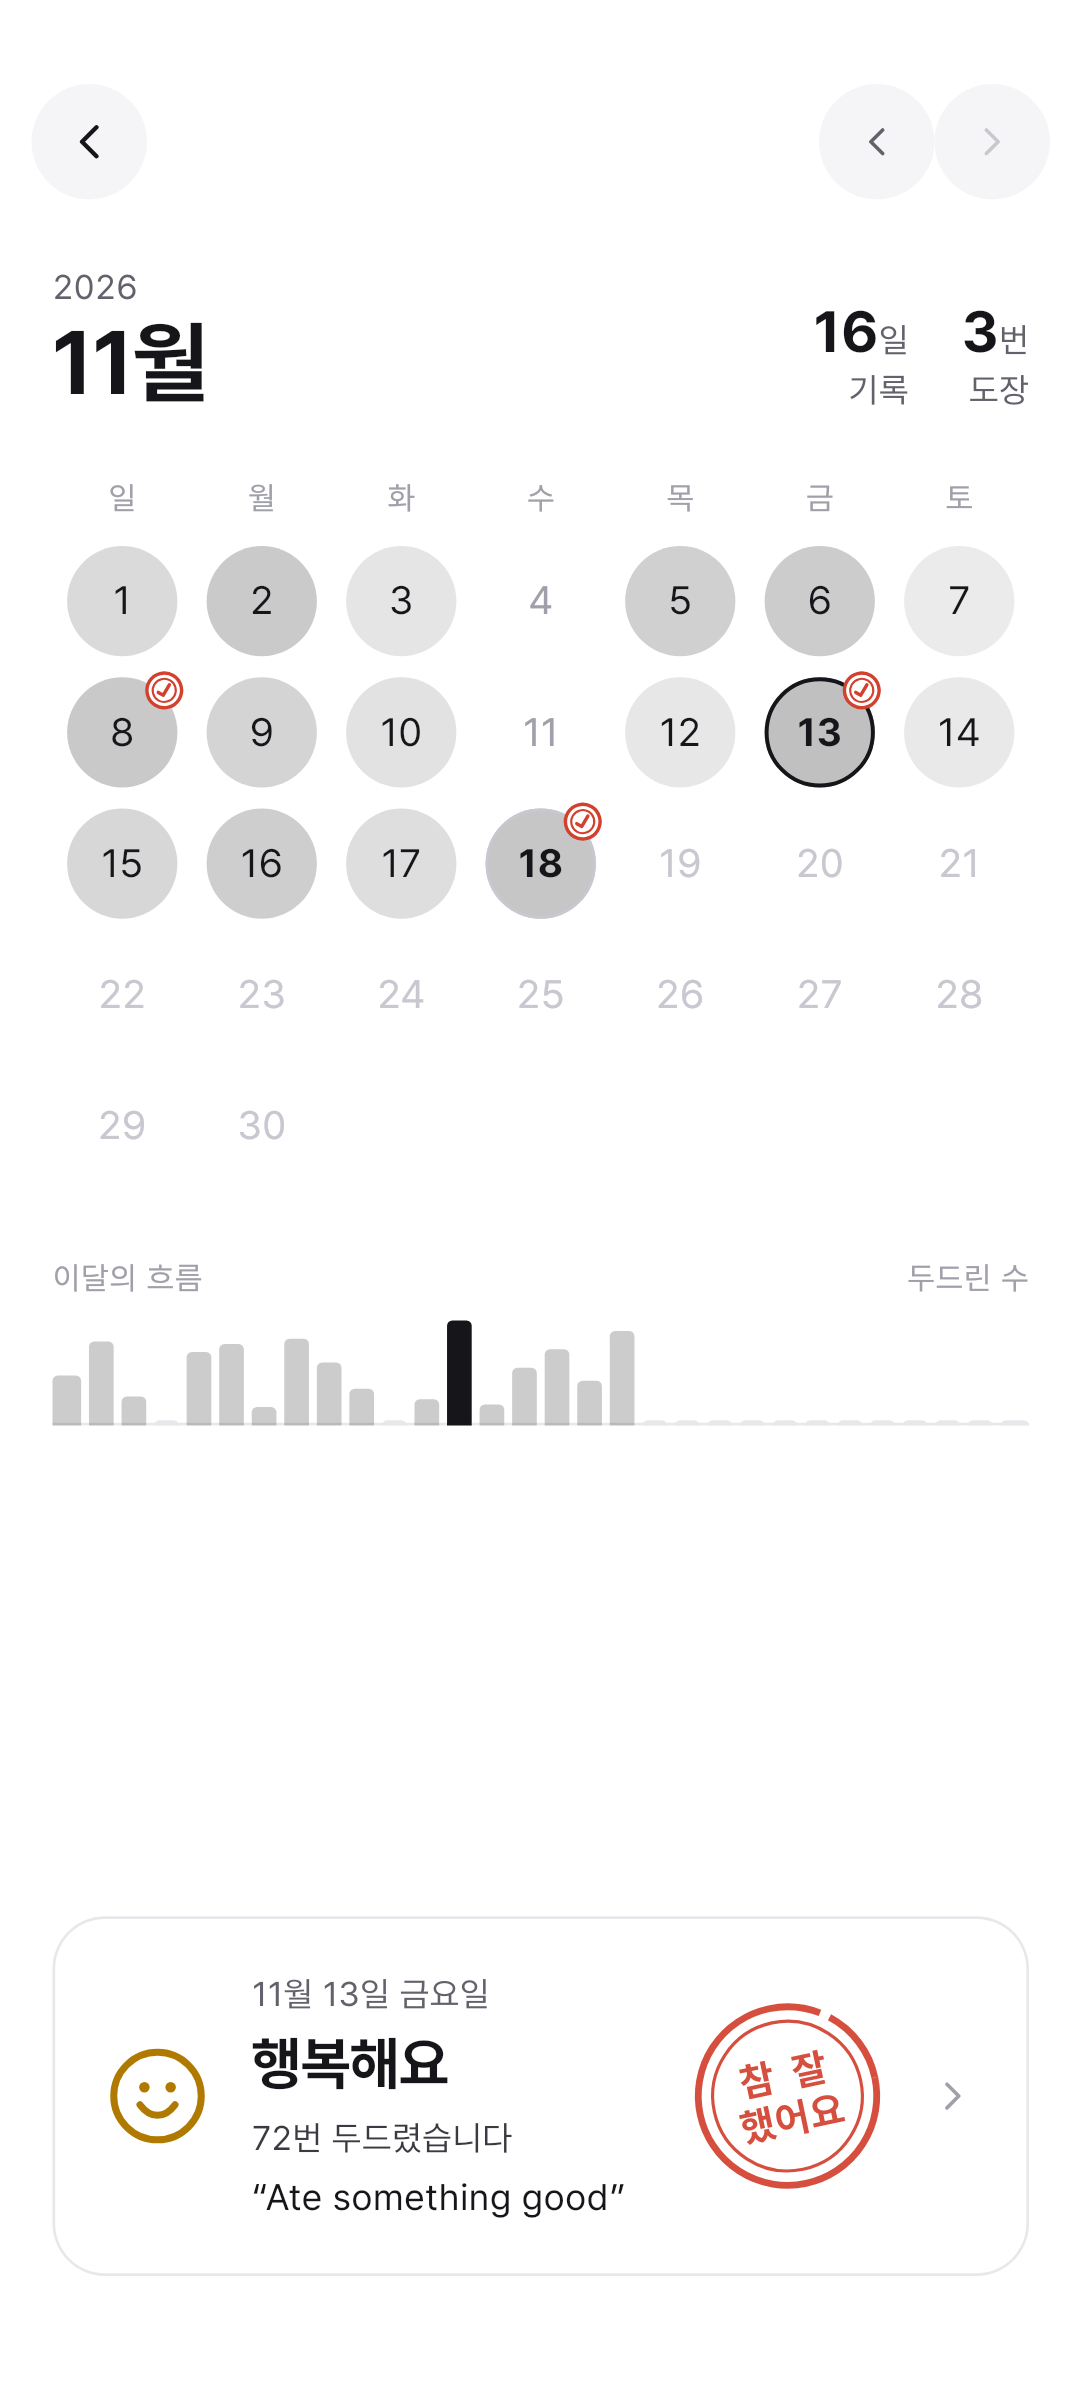 2026
11월
16일 3번
기록 도장
일 월 화 수 목 금 토
1 2 3 4 5 6 7
8 9 10 11 12 13 14
15 16 17 18 19 20 21
22 23 24 25 26 27 28
29 30
이달의 흐름 두드린 수
11월 13일 금요일
행복해요
72번 두드렸습니다
“Ate something good”
참 잘
했어요